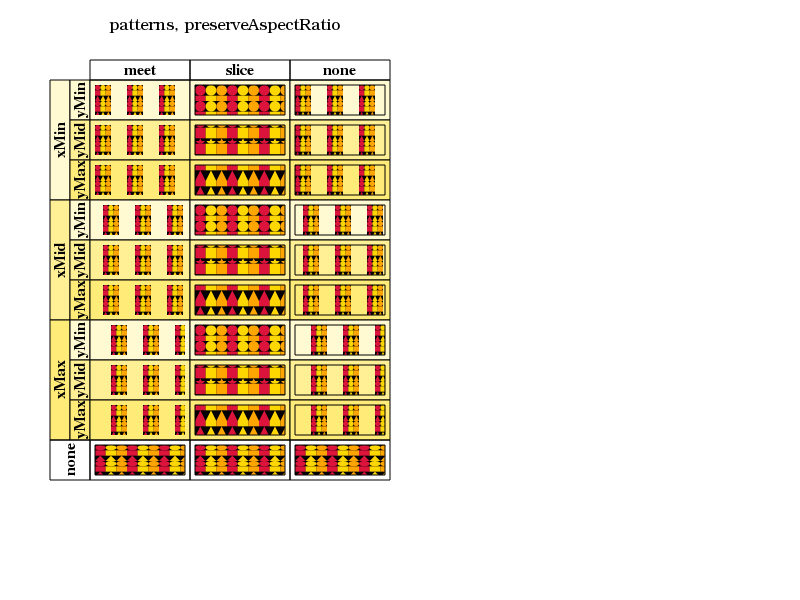 patterns, preserveAspectRatio
meet slice none
xMin
yMin
yMid
yMax
xMid
yMin
yMid
yMax
xMax
yMin
yMid
yMax
none